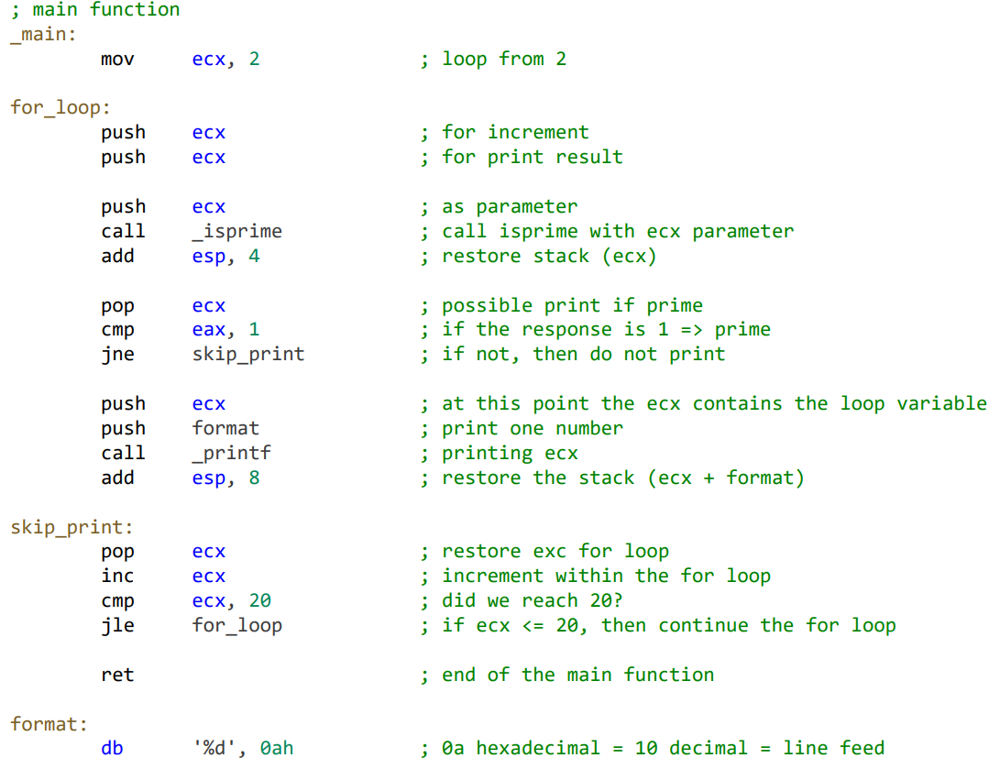 ; main function
_main:
mov ecx, 2 ; loop from 2
for_loop:
push ecx ; for increment
push ecx ; for print result
push ecx ; as parameter
call _isprime ; call isprime with ecx parameter
add esp, 4 ; restore stack (ecx)
pop ecx ; possible print if prime
cmp eax, 1 ; if the response is 1 => prime
jne skip_print ; if not, then do not print
push ecx ; at this point the ecx contains the loop variable
push format ; print one number
call _printf ; printing ecx
add esp, 8 ; restore the stack (ecx + format)
skip_print:
pop ecx ; restore exc for loop
inc ecx ; increment within the for loop
cmp ecx, 20 ; did we reach 20?
jle for_loop ; if ecx <= 20, then continue the for loop
ret ; end of the main function
format:
db '%d', 0ah ; 0a hexadecimal = 10 decimal = line feed